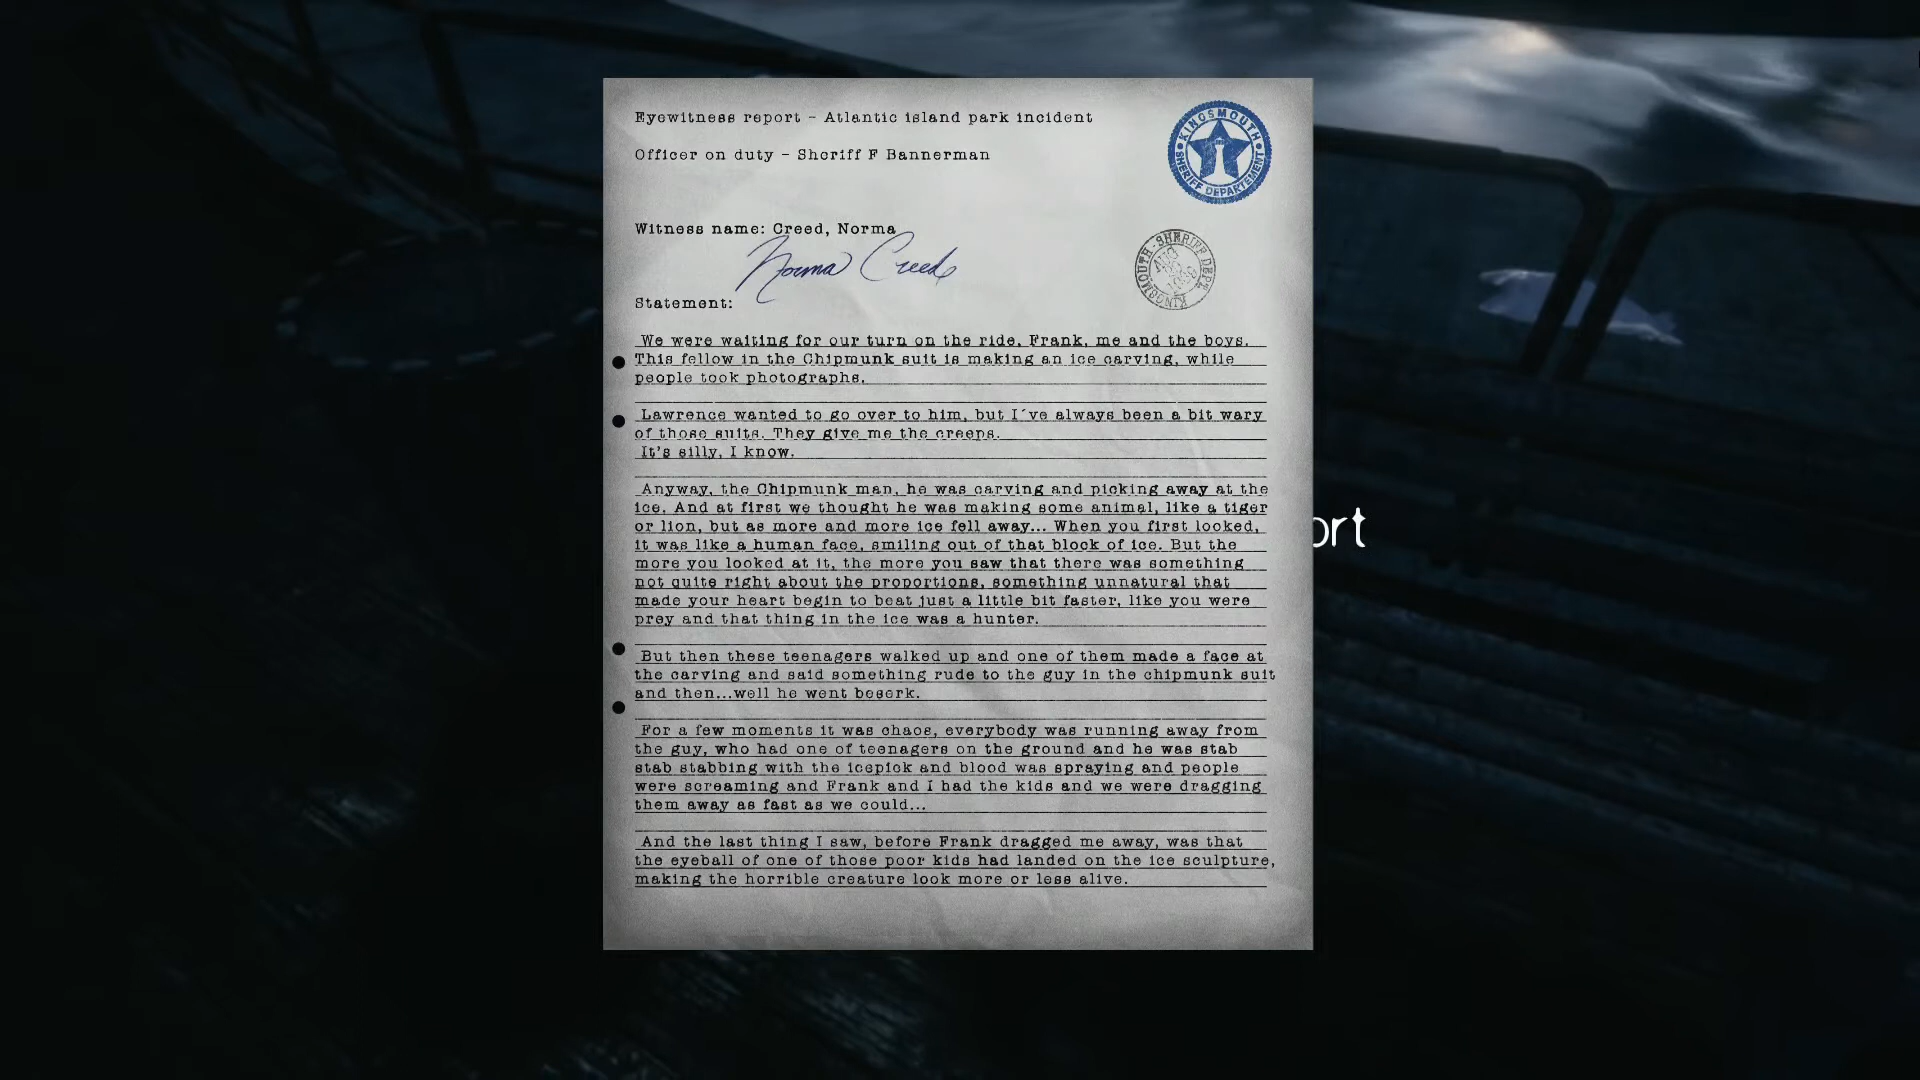 Eyewitness report - Atlantic island park incident
Officer on duty - Sheriff F Bannerman
KINGSMOUTH
SHERIFF DEPARTEMENT
Witness name: Creed, Norma
Norma Creed
KINGSMOUTH - SHERIFF DEPT.
Statement:
We were waiting for our turn on the ride, Frank, me and the boys.
This fellow in the Chipmunk suit is making an ice carving, while
people took photographs.
Lawrence wanted to go over to him, but I´ve always been a bit wary
of those suits. They give me the creeps.
It's silly, I know.
Anyway, the Chipmunk man, he was carving and picking away at the
ice. And at first we thought he was making some animal, like a tiger
or lion, but as more and more ice fell away... When you first looked,
it was like a human face, smiling out of that block of ice. But the
more you looked at it, the more you saw that there was something
not quite right about the proportions, something unnatural that
made your heart begin to beat just a little bit faster, like you were
prey and that thing in the ice was a hunter.
But then these teenagers walked up and one of them made a face at
the carving and said something rude to the guy in the chipmunk suit
and then...well he went beserk.
For a few moments it was chaos, everybody was running away from
the guy, who had one of teenagers on the ground and he was stab
stab stabbing with the icepick and blood was spraying and people
were screaming and Frank and I had the kids and we were dragging
them away as fast as we could...
And the last thing I saw, before Frank dragged me away, was that
the eyeball of one of those poor kids had landed on the ice sculpture,
making the horrible creature look more or less alive.
ort